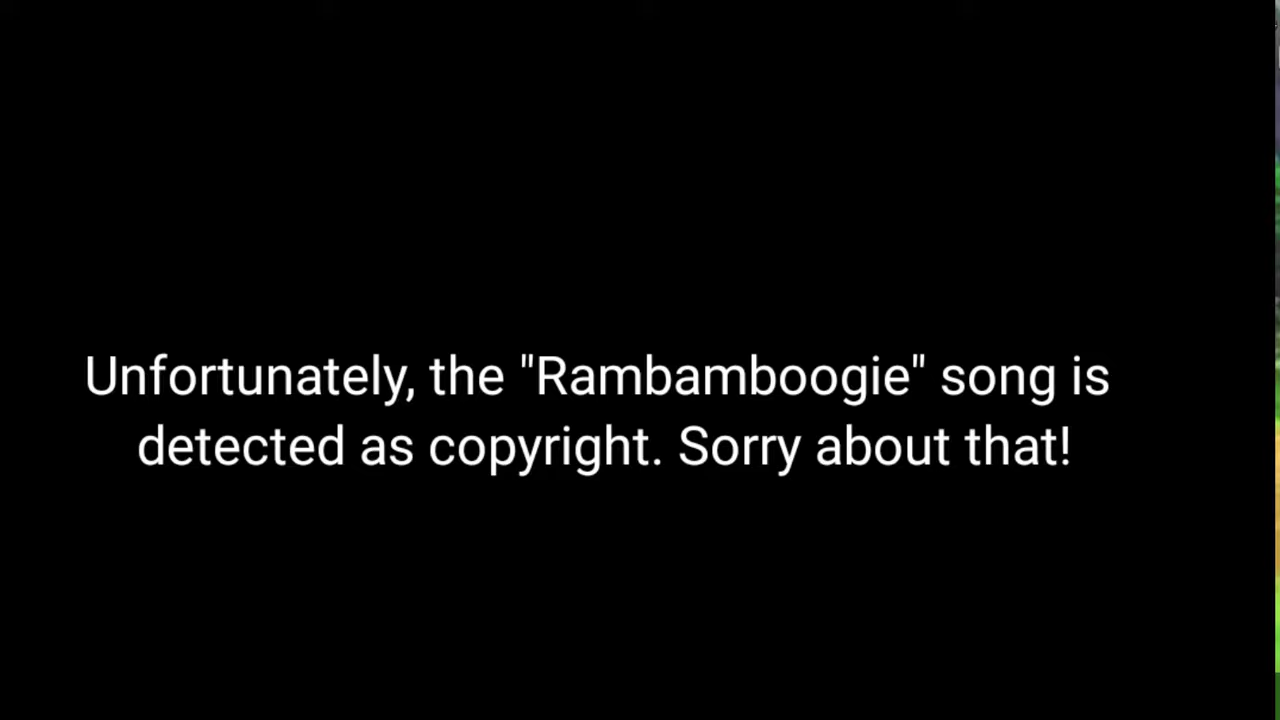 Unfortunately, the "Rambamboogie" song is
detected as copyright. Sorry about that!